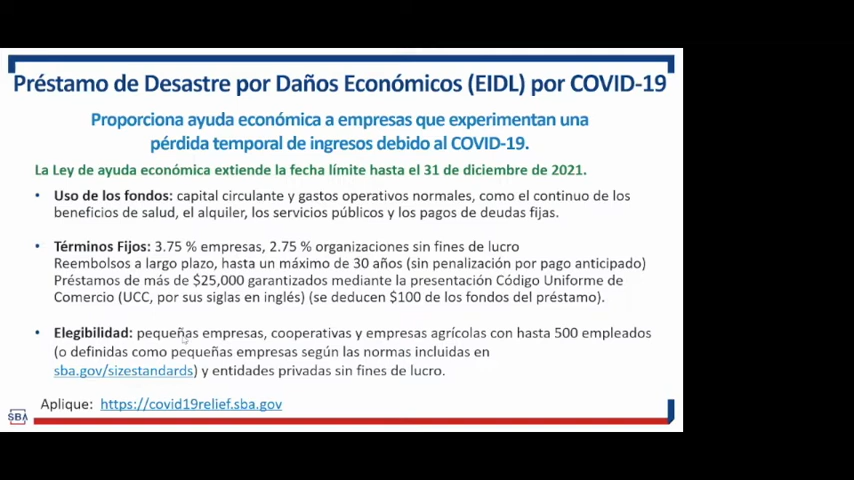 Préstamo de Desastre por Daños Económicos (EIDL) por COVID-19
Proporciona ayuda económica a empresas que experimentan una
pérdida temporal de ingresos debido al COVID-19.
La Ley de ayuda económica extiende la fecha límite hasta el 31 de diciembre de 2021.
• Uso de los fondos: capital circulante y gastos operativos normales, como el continuo de los
beneficios de salud, el alquiler, los servicios públicos y los pagos de deudas fijas.
• Términos Fijos: 3.75 % empresas, 2.75 % organizaciones sin fines de lucro
Reembolsos a largo plazo, hasta un máximo de 30 años (sin penalización por pago anticipado)
Préstamos de más de $25,000 garantizados mediante la presentación Código Uniforme de
Comercio (UCC, por sus siglas en inglés) (se deducen $100 de los fondos del préstamo).
• Elegibilidad: pequeñas empresas, cooperativas y empresas agrícolas con hasta 500 empleados
(o definidas como pequeñas empresas según las normas incluidas en
sba.gov/sizestandards) y entidades privadas sin fines de lucro.
Aplique: https://covid19relief.sba.gov
SBA